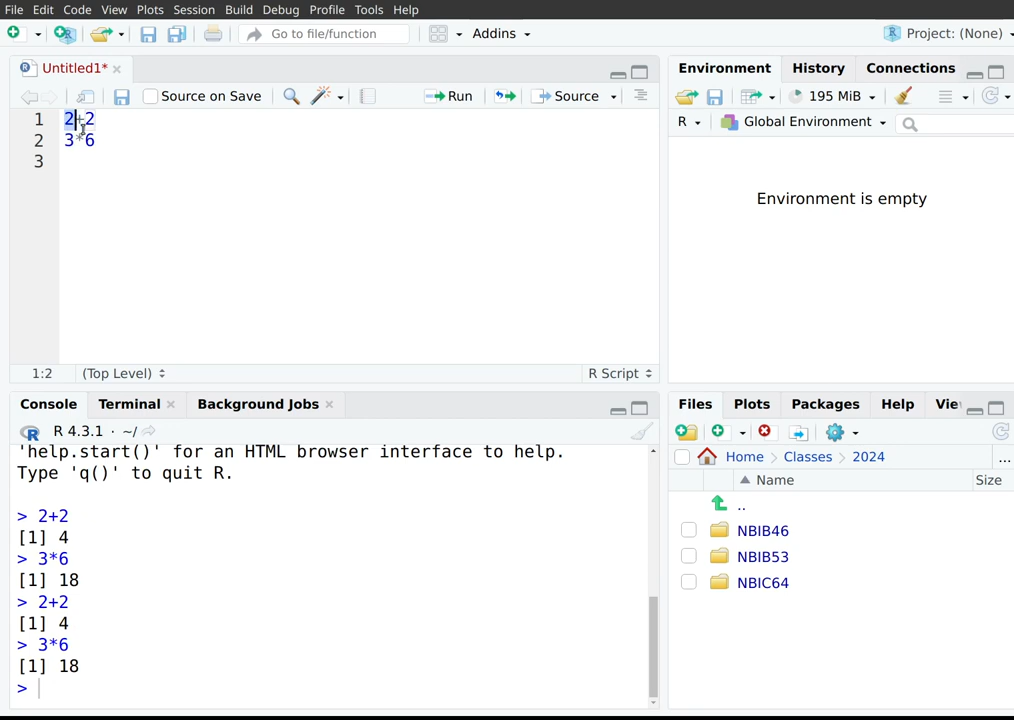 File Edit Code View Plots Session Build Debug Profile Tools Help
Go to file/function Addins Project: (None)
Untitled1*
Source on Save Run Source
1 2+2
2 3*6
3
1:2 (Top Level) R Script
Console Terminal Background Jobs
R 4.3.1 · ~/
'help.start()' for an HTML browser interface to help.
Type 'q()' to quit R.
> 2+2
[1] 4
> 3*6
[1] 18
> 2+2
[1] 4
> 3*6
[1] 18
>
Environment History Connections
195 MiB
R Global Environment
Environment is empty
Files Plots Packages Help Vie
Home Classes 2024 ...
Name Size
..
NBIB46
NBIB53
NBIC64